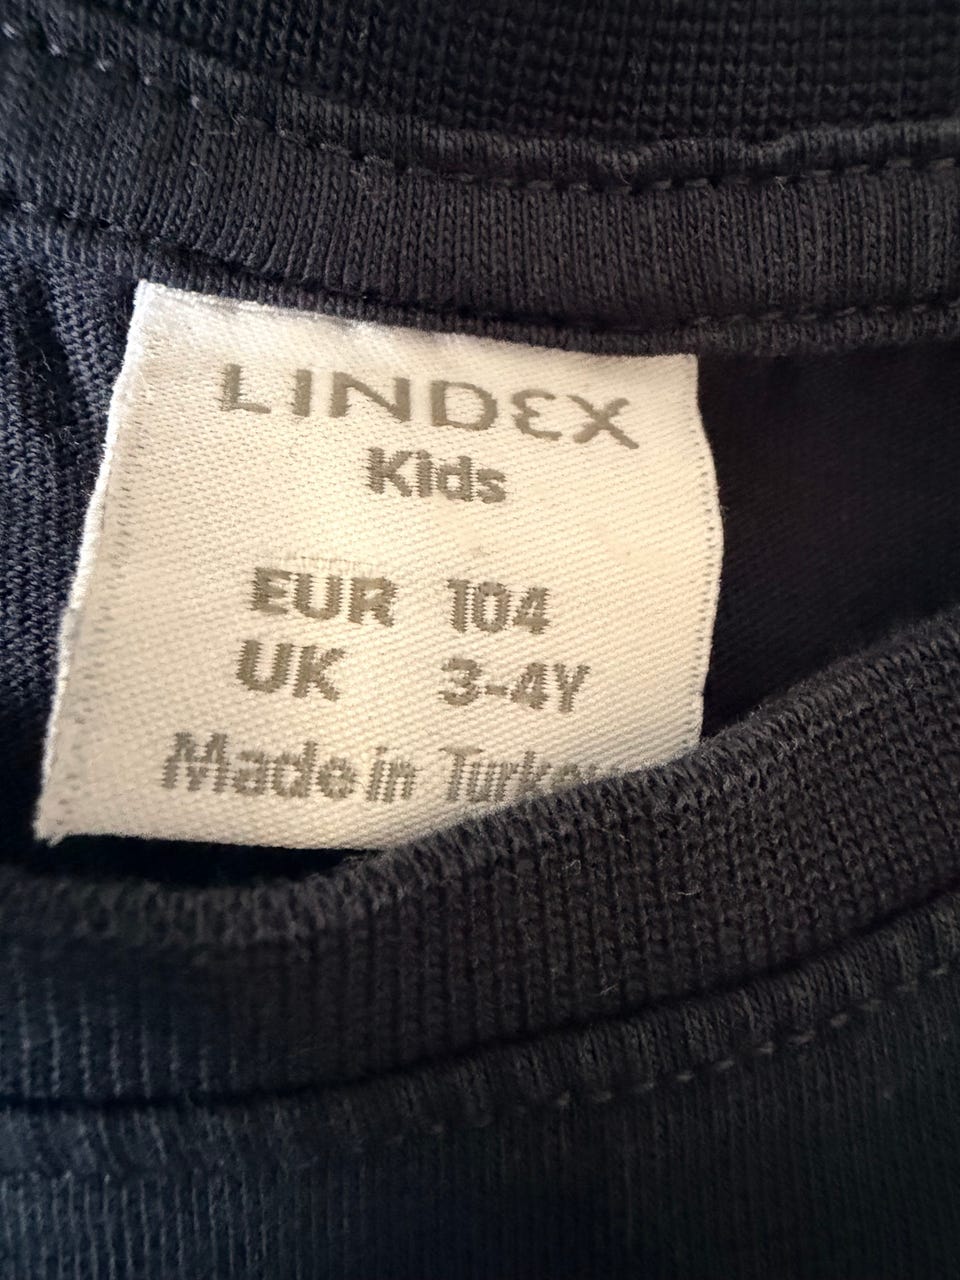 LINDEX
Kids
EUR 104
UK 3-4Y
Made in